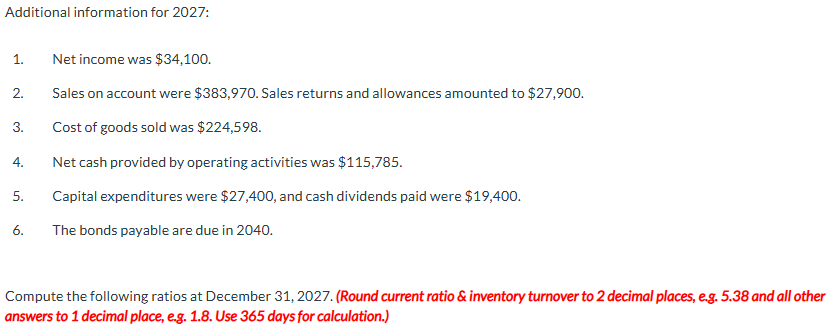 Additional information for 2027:
1. Net income was $34,100.
2. Sales on account were $383,970. Sales returns and allowances amounted to $27,900.
3. Cost of goods sold was $224,598.
4. Net cash provided by operating activities was $115,785.
5. Capital expenditures were $27,400, and cash dividends paid were $19,400.
6. The bonds payable are due in 2040.
Compute the following ratios at December 31, 2027. (Round current ratio & inventory turnover to 2 decimal places, e.g. 5.38 and all other
answers to 1 decimal place, e.g. 1.8. Use 365 days for calculation.)